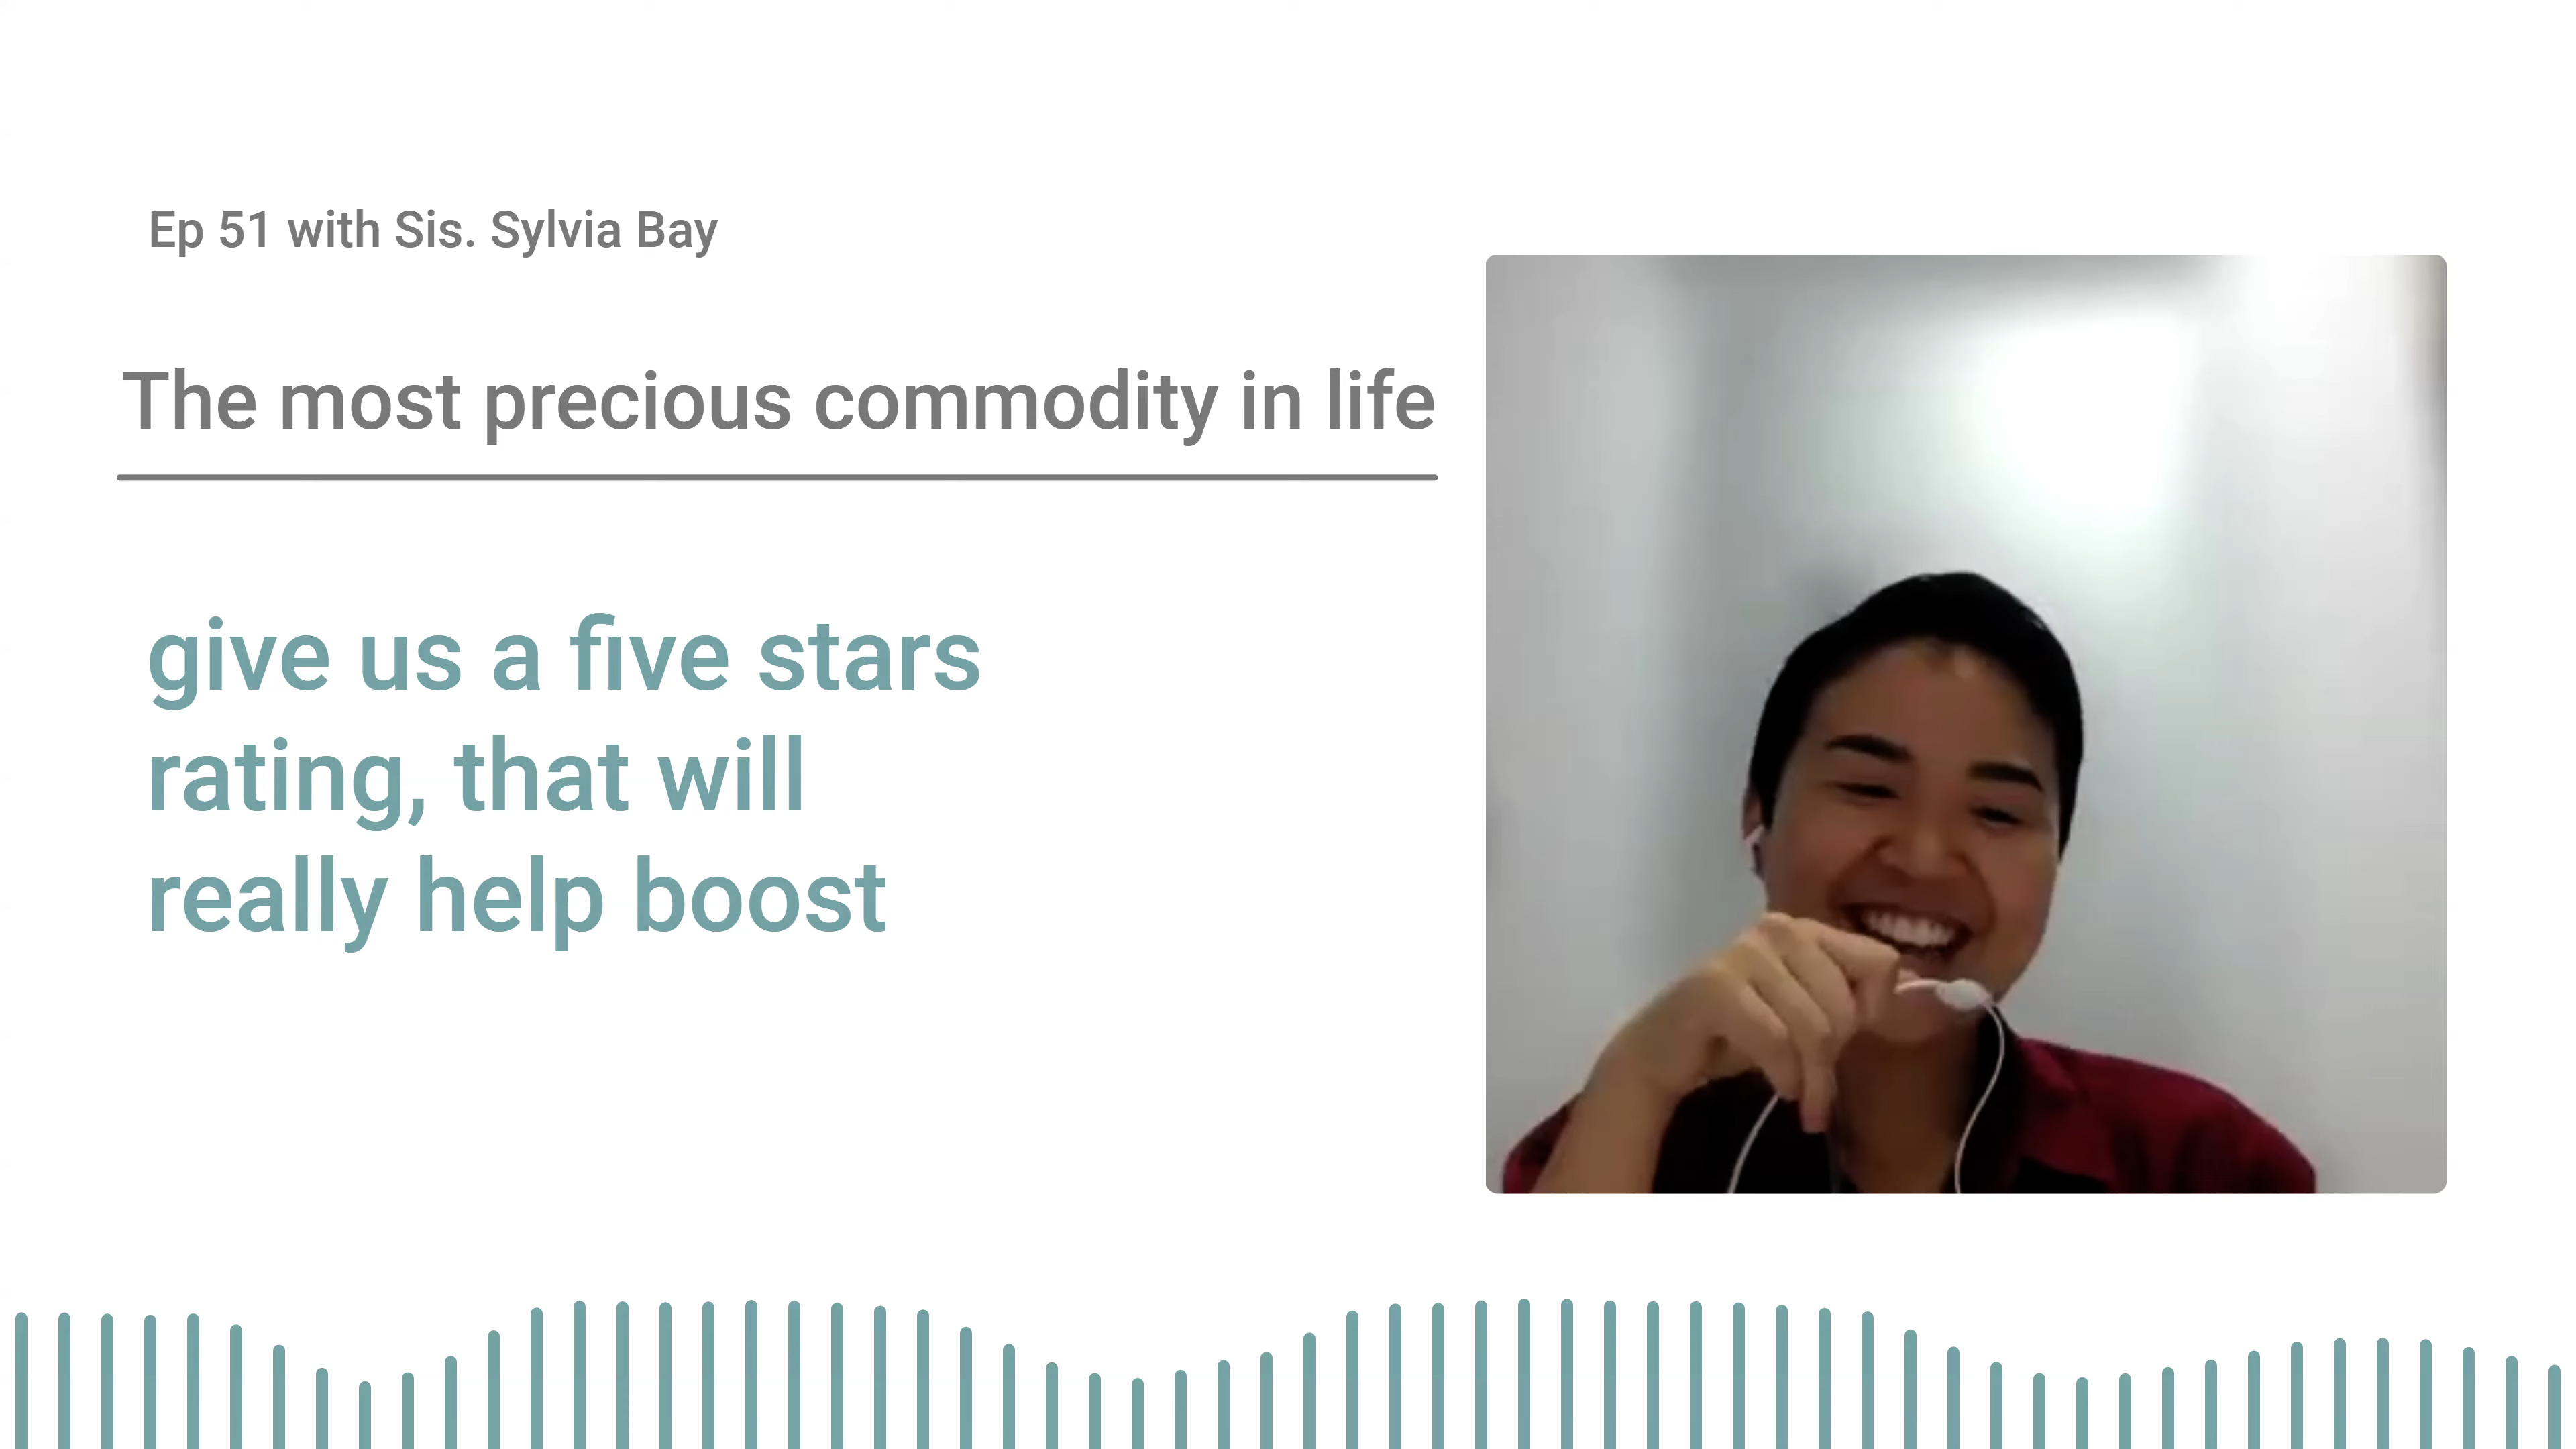 Ep 51 with Sis. Sylvia Bay
The most precious commodity in life
give us a five stars
rating, that will
really help boost